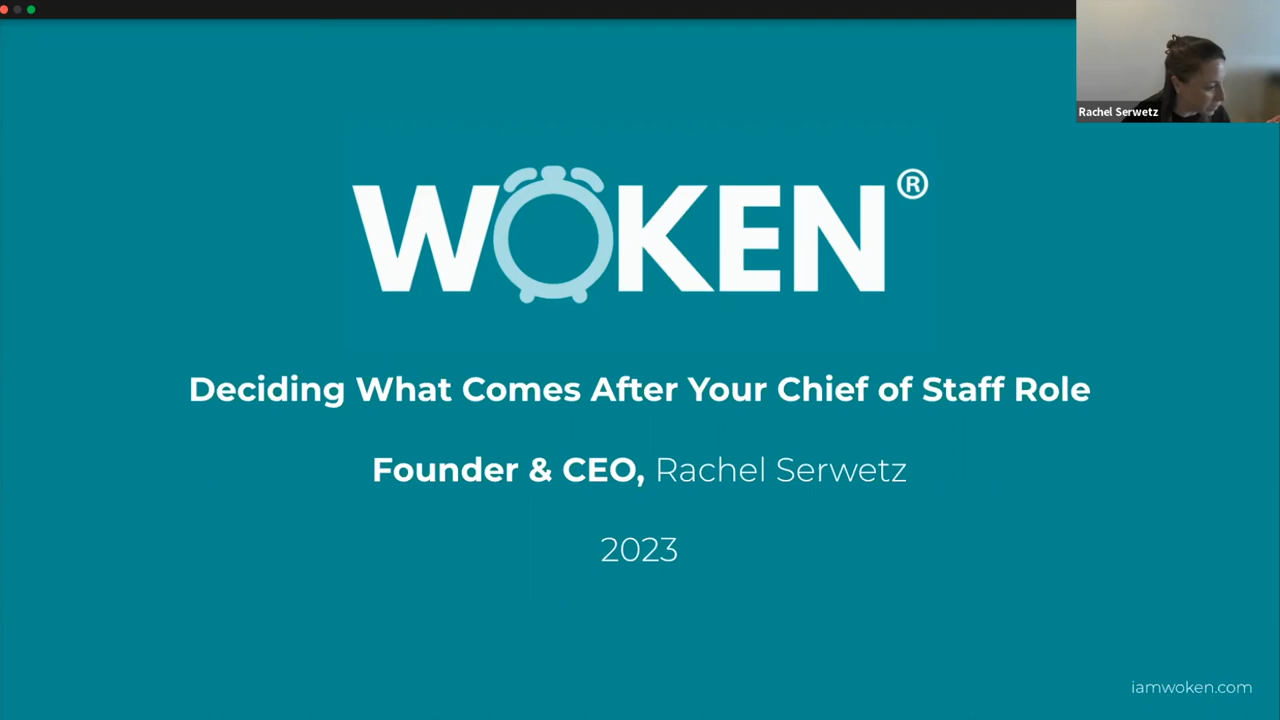 Rachel Serwetz
WOKEN®
Deciding What Comes After Your Chief of Staff Role
Founder & CEO, Rachel Serwetz
2023
iamwoken.com